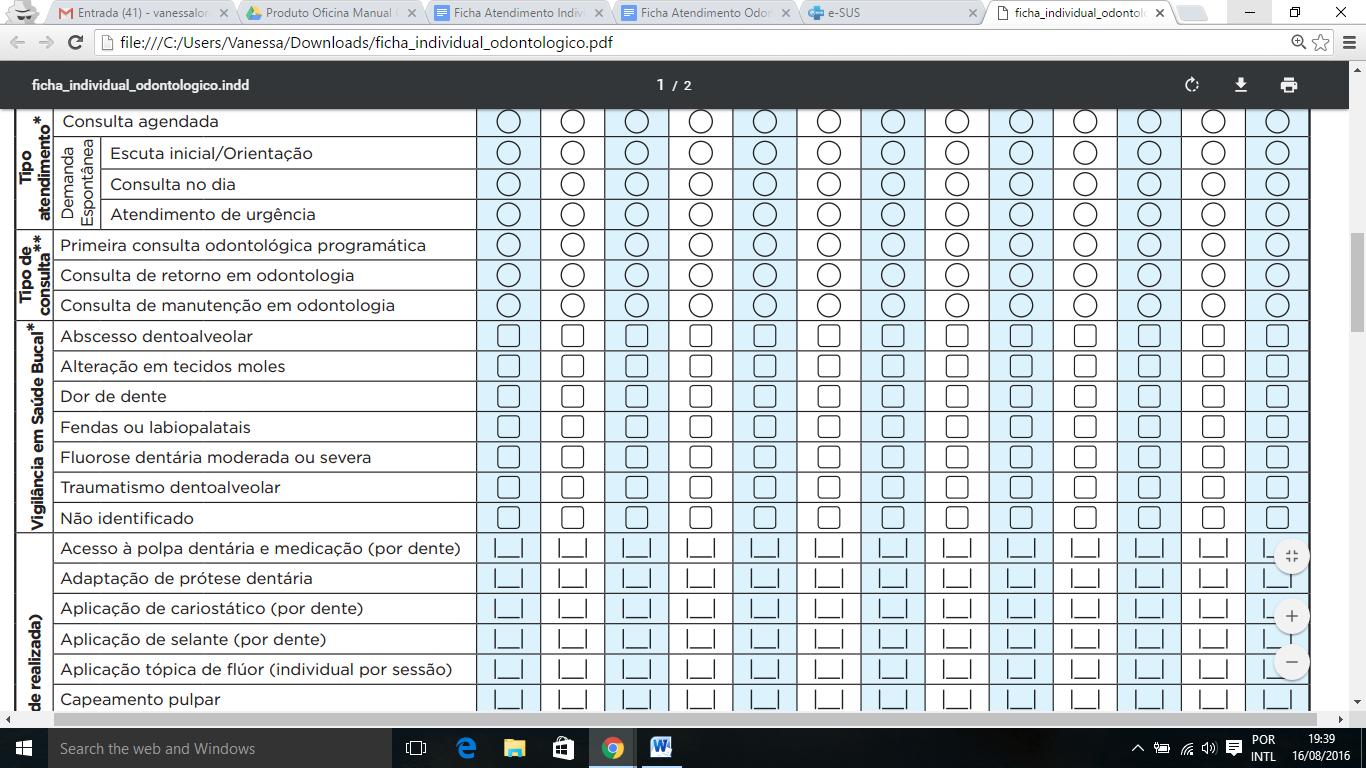 Entrada (41) - vanessalor
Produto Oficina Manual
Ficha Atendimento Indiv
Ficha Atendimento Odon
e-SUS
ficha_individual_odontolo
file:///C:/Users/Vanessa/Downloads/ficha_individual_odontologico.pdf
ficha_individual_odontologico.indd
1 / 2
Tipo atendimento*
Consulta agendada
Demanda Espontânea
Escuta inicial/Orientação
Consulta no dia
Atendimento de urgência
Tipo de consulta**
Primeira consulta odontológica programática
Consulta de retorno em odontologia
Consulta de manutenção em odontologia
Vigilância em Saúde Bucal*
Abscesso dentoalveolar
Alteração em tecidos moles
Dor de dente
Fendas ou labiopalatais
Fluorose dentária moderada ou severa
Traumatismo dentoalveolar
Não identificado
de realizada)
Acesso à polpa dentária e medicação (por dente)
Adaptação de prótese dentária
Aplicação de cariostático (por dente)
Aplicação de selante (por dente)
Aplicação tópica de flúor (individual por sessão)
Capeamento pulpar
Search the web and Windows
POR
INTL
19:39
16/08/2016